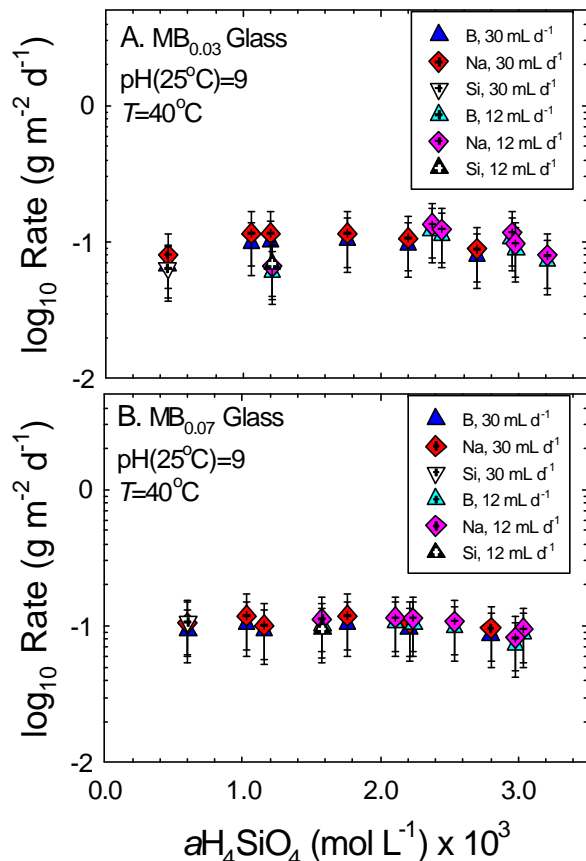 A. MB0.03 Glass
pH(25°C)=9
T=40°C
B, 30 mL d-1
Na, 30 mL d-1
Si, 30 mL d-1
B, 12 mL d-1
Na, 12 mL d-1
Si, 12 mL d-1
0
-1
-2
log10 Rate (g m-2 d-1)
B. MB0.07 Glass
pH(25°C)=9
T=40°C
B, 30 mL d-1
Na, 30 mL d-1
Si, 30 mL d-1
B, 12 mL d-1
Na, 12 mL d-1
Si, 12 mL d-1
0
-1
-2
log10 Rate (g m-2 d-1)
0.0 1.0 2.0 3.0
aH4SiO4 (mol L-1) x 103